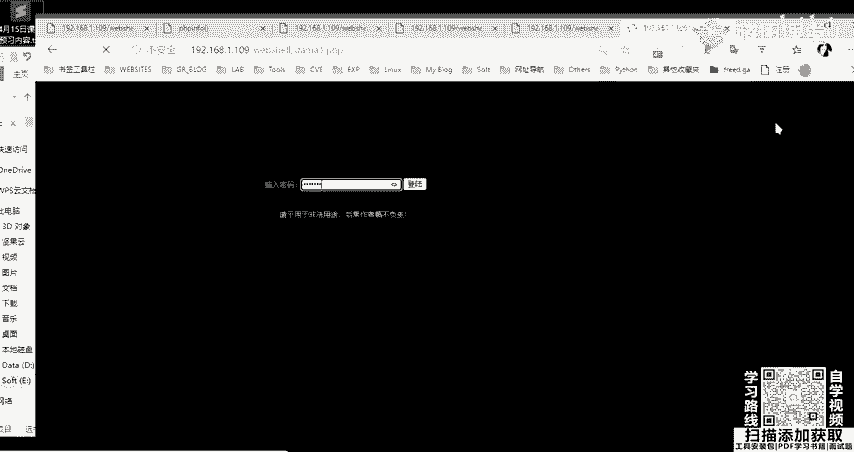 4月15日课
预习内容
主页
192.168.1.109/webshe
phpinfo()
192.168.1.109/webshe
192.168.1.109/webshe
192.168.1.109/webshe
不安全
192.168.1.109
书签工具栏
WEBSITES
GR_BLOG
LAB
Tools
CVE
EXP
Linux
My Blog
Soft
网址导航
Others
Python
其他收藏夹
freed.ga
注册
快速访问
OneDrive
WPS云文档
此电脑
3D 对象
坚果云
视频
图片
文档
下载
音乐
桌面
本地磁盘
Data (D:)
Soft (E:)
网络
输入密码：
登陆
请勿用于非法用途，后果作者概不负责！
学习路线
自学视频
扫描添加获取
工具安装包|PDF学习书籍|面试题